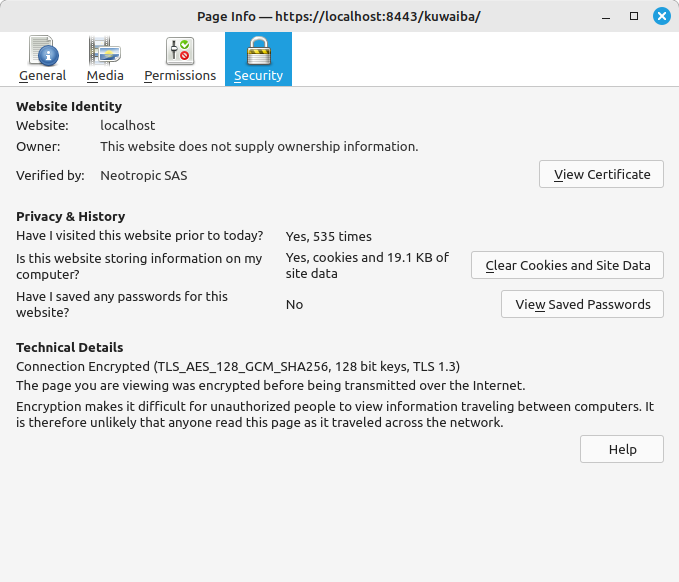 Page Info — https://localhost:8443/kuwaiba/
General
Media
Permissions
Security
Website Identity
Website: localhost
Owner: This website does not supply ownership information.
Verified by: Neotropic SAS
View Certificate
Privacy & History
Have I visited this website prior to today? Yes, 535 times
Is this website storing information on my
computer?
Yes, cookies and 19.1 KB of
site data
Clear Cookies and Site Data
Have I saved any passwords for this
website?
No
View Saved Passwords
Technical Details
Connection Encrypted (TLS_AES_128_GCM_SHA256, 128 bit keys, TLS 1.3)
The page you are viewing was encrypted before being transmitted over the Internet.
Encryption makes it difficult for unauthorized people to view information traveling between computers. It
is therefore unlikely that anyone read this page as it traveled across the network.
Help